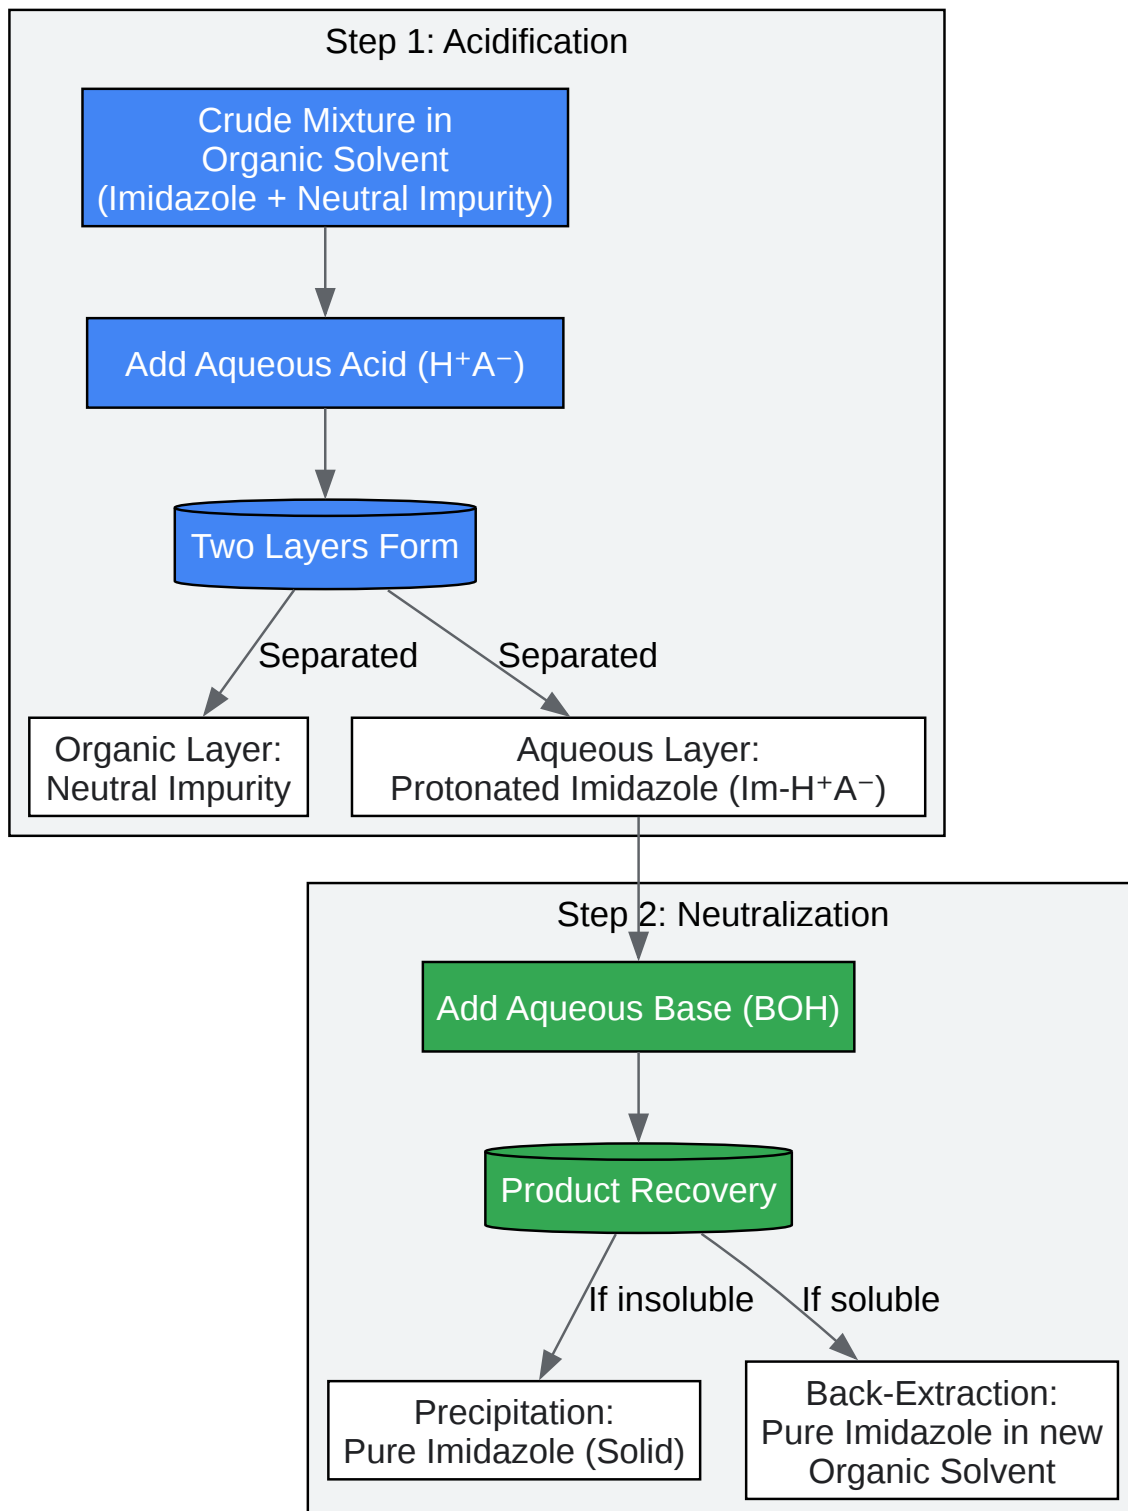 Step 1: Acidification
Crude Mixture in
Organic Solvent
(Imidazole + Neutral Impurity)
Add Aqueous Acid (H⁺A⁻)
Two Layers Form
Separated
Separated
Organic Layer:
Neutral Impurity
Aqueous Layer:
Protonated Imidazole (Im-H⁺A⁻)
Step 2: Neutralization
Add Aqueous Base (BOH)
Product Recovery
If insoluble
If soluble
Precipitation:
Pure Imidazole (Solid)
Back-Extraction:
Pure Imidazole in new
Organic Solvent